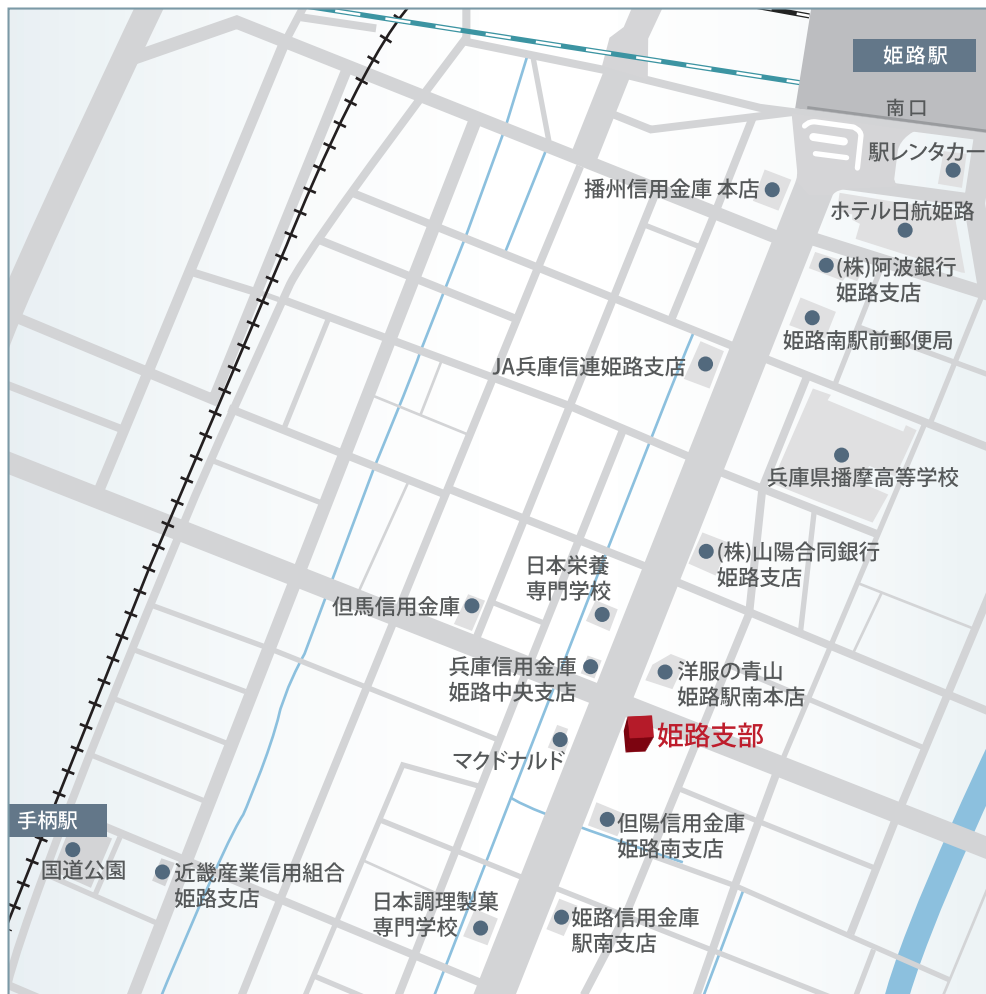 姫路駅
南口
駅レンタカー
播州信用金庫 本店
ホテル日航姫路
(株)阿波銀行
姫路支店
姫路南駅前郵便局
JA兵庫信連姫路支店
兵庫県播磨高等学校
(株)山陽合同銀行
姫路支店
日本栄養
専門学校
但馬信用金庫
兵庫信用金庫
姫路中央支店
洋服の青山
姫路駅南本店
姫路支部
マクドナルド
手柄駅
国道公園
但陽信用金庫
姫路南支店
近畿産業信用組合
姫路支店
日本調理製菓
専門学校
姫路信用金庫
駅南支店